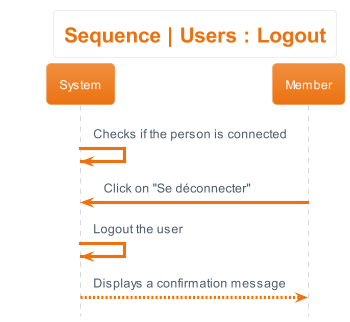 Sequence | Users : Logout
System
Member
Checks if the person is connected
Click on "Se déconnecter"
Logout the user
Displays a confirmation message